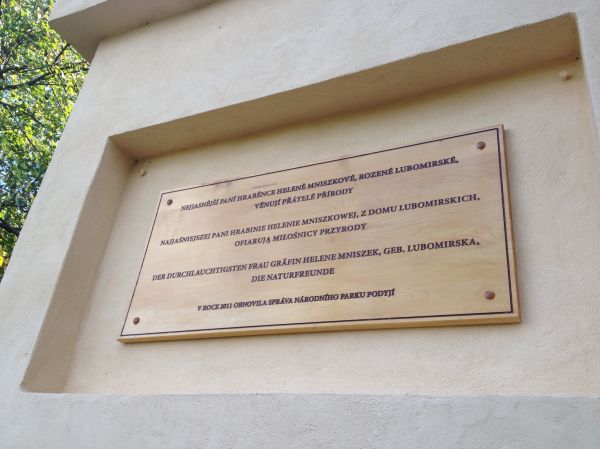 NEJJASNĚJŠÍ PANÍ HRABĚNCE HELENĚ MNISZKOVÉ, ROZENÉ LUBOMIRSKÉ,
VĚNUJÍ PŘÁTELÉ PŘÍRODY
NAJJAŚNIEJSZEJ PANI HRABINIE HELENIE MNISZKOWEJ, Z DOMU LUBOMIRSKICH,
OFIARUJĄ MIŁOŚNICY PRZYRODY
DER DURCHLAUCHTIGSTEN FRAU GRÄFIN HELENE MNISZEK, GEB. LUBOMIRSKA,
DIE NATURFREUNDE
V ROCE 2011 OBNOVILA SPRÁVA NÁRODNÍHO PARKU PODYJÍ